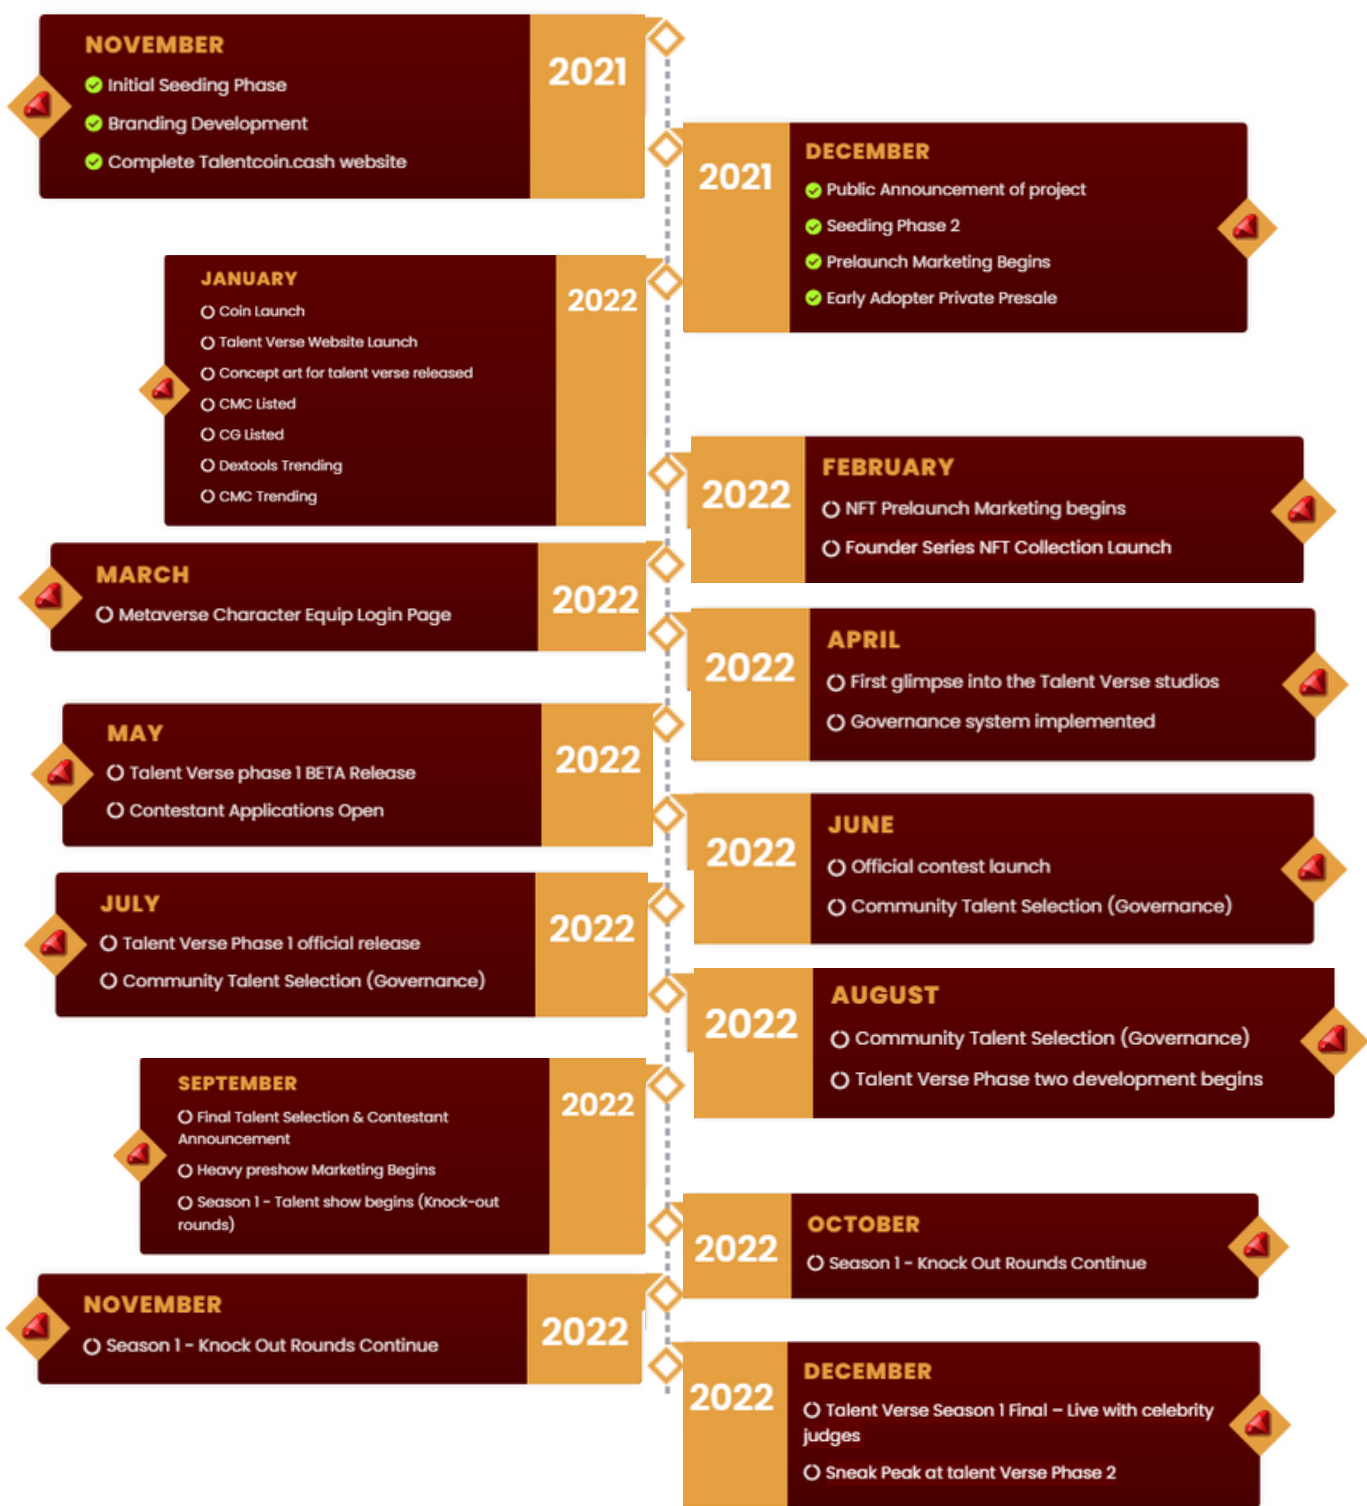 NOVEMBER
2021
Initial Seeding Phase
Branding Development
Complete Talentcoin.cash website
2021
DECEMBER
Public Announcement of project
Seeding Phase 2
Prelaunch Marketing Begins
Early Adopter Private Presale
JANUARY
2022
Coin Launch
Talent Verse Website Launch
Concept art for talent verse released
CMC Listed
CG Listed
Dextools Trending
CMC Trending
2022
FEBRUARY
NFT Prelaunch Marketing begins
Founder Series NFT Collection Launch
MARCH
2022
Metaverse Character Equip Login Page
2022
APRIL
First glimpse into the Talent Verse studios
Governance system implemented
MAY
2022
Talent Verse phase 1 BETA Release
Contestant Applications Open
2022
JUNE
Official contest launch
Community Talent Selection (Governance)
JULY
2022
Talent Verse Phase 1 official release
Community Talent Selection (Governance)
2022
AUGUST
Community Talent Selection (Governance)
Talent Verse Phase two development begins
SEPTEMBER
2022
Final Talent Selection & Contestant
Announcement
Heavy preshow Marketing Begins
Season 1 - Talent show begins (Knock-out
rounds)
2022
OCTOBER
Season 1 - Knock Out Rounds Continue
NOVEMBER
2022
Season 1 - Knock Out Rounds Continue
2022
DECEMBER
Talent Verse Season 1 Final – Live with celebrity
judges
Sneak Peak at talent Verse Phase 2